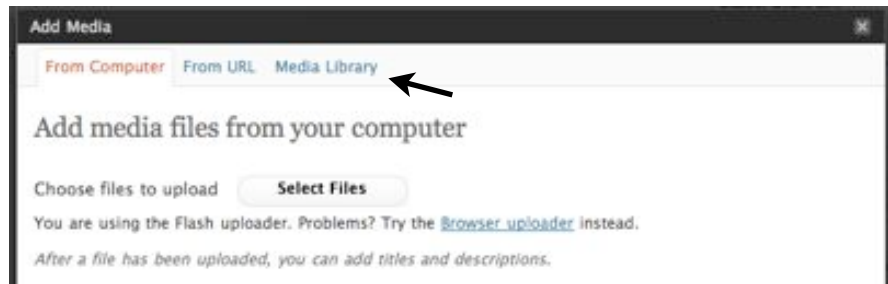 Add Media
From Computer From URL Media Library
Add media files from your computer
Choose files to upload Select Files
You are using the Flash uploader. Problems? Try the Browser uploader instead.
After a file has been uploaded, you can add titles and descriptions.